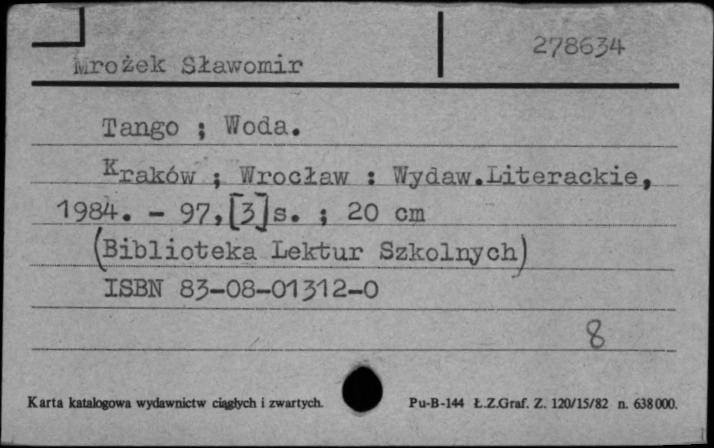 278634
Mrożek Sławomir
Tango ; Woda.
Kraków ; Wrocław : Wydaw.Literackie,
1984. – 97,[3]s. ; 20 cm
(Biblioteka Lektur Szkolnych)
ISBN 83-08-01312-0
8
Karta katalogowa wydawnictw ciągłych i zwartych. Pu-B-144 Ł.Z.Graf. Z. 120/15/82 n. 638000.